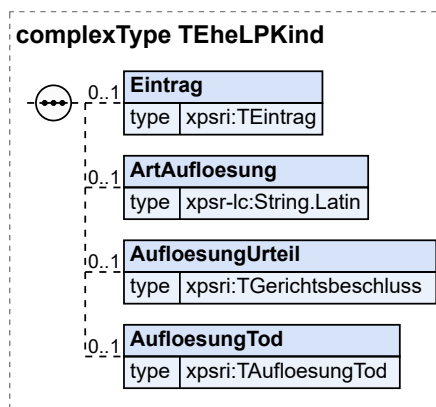 complexType TEheLPKind
0..1
Eintrag
type xpsri:TEintrag
0..1
ArtAufloesung
type xpsr-lc:String.Latin
0..1
AufloesungUrteil
type xpsri:TGerichtsbeschluss
0..1
AufloesungTod
type xpsri:TAufloesungTod